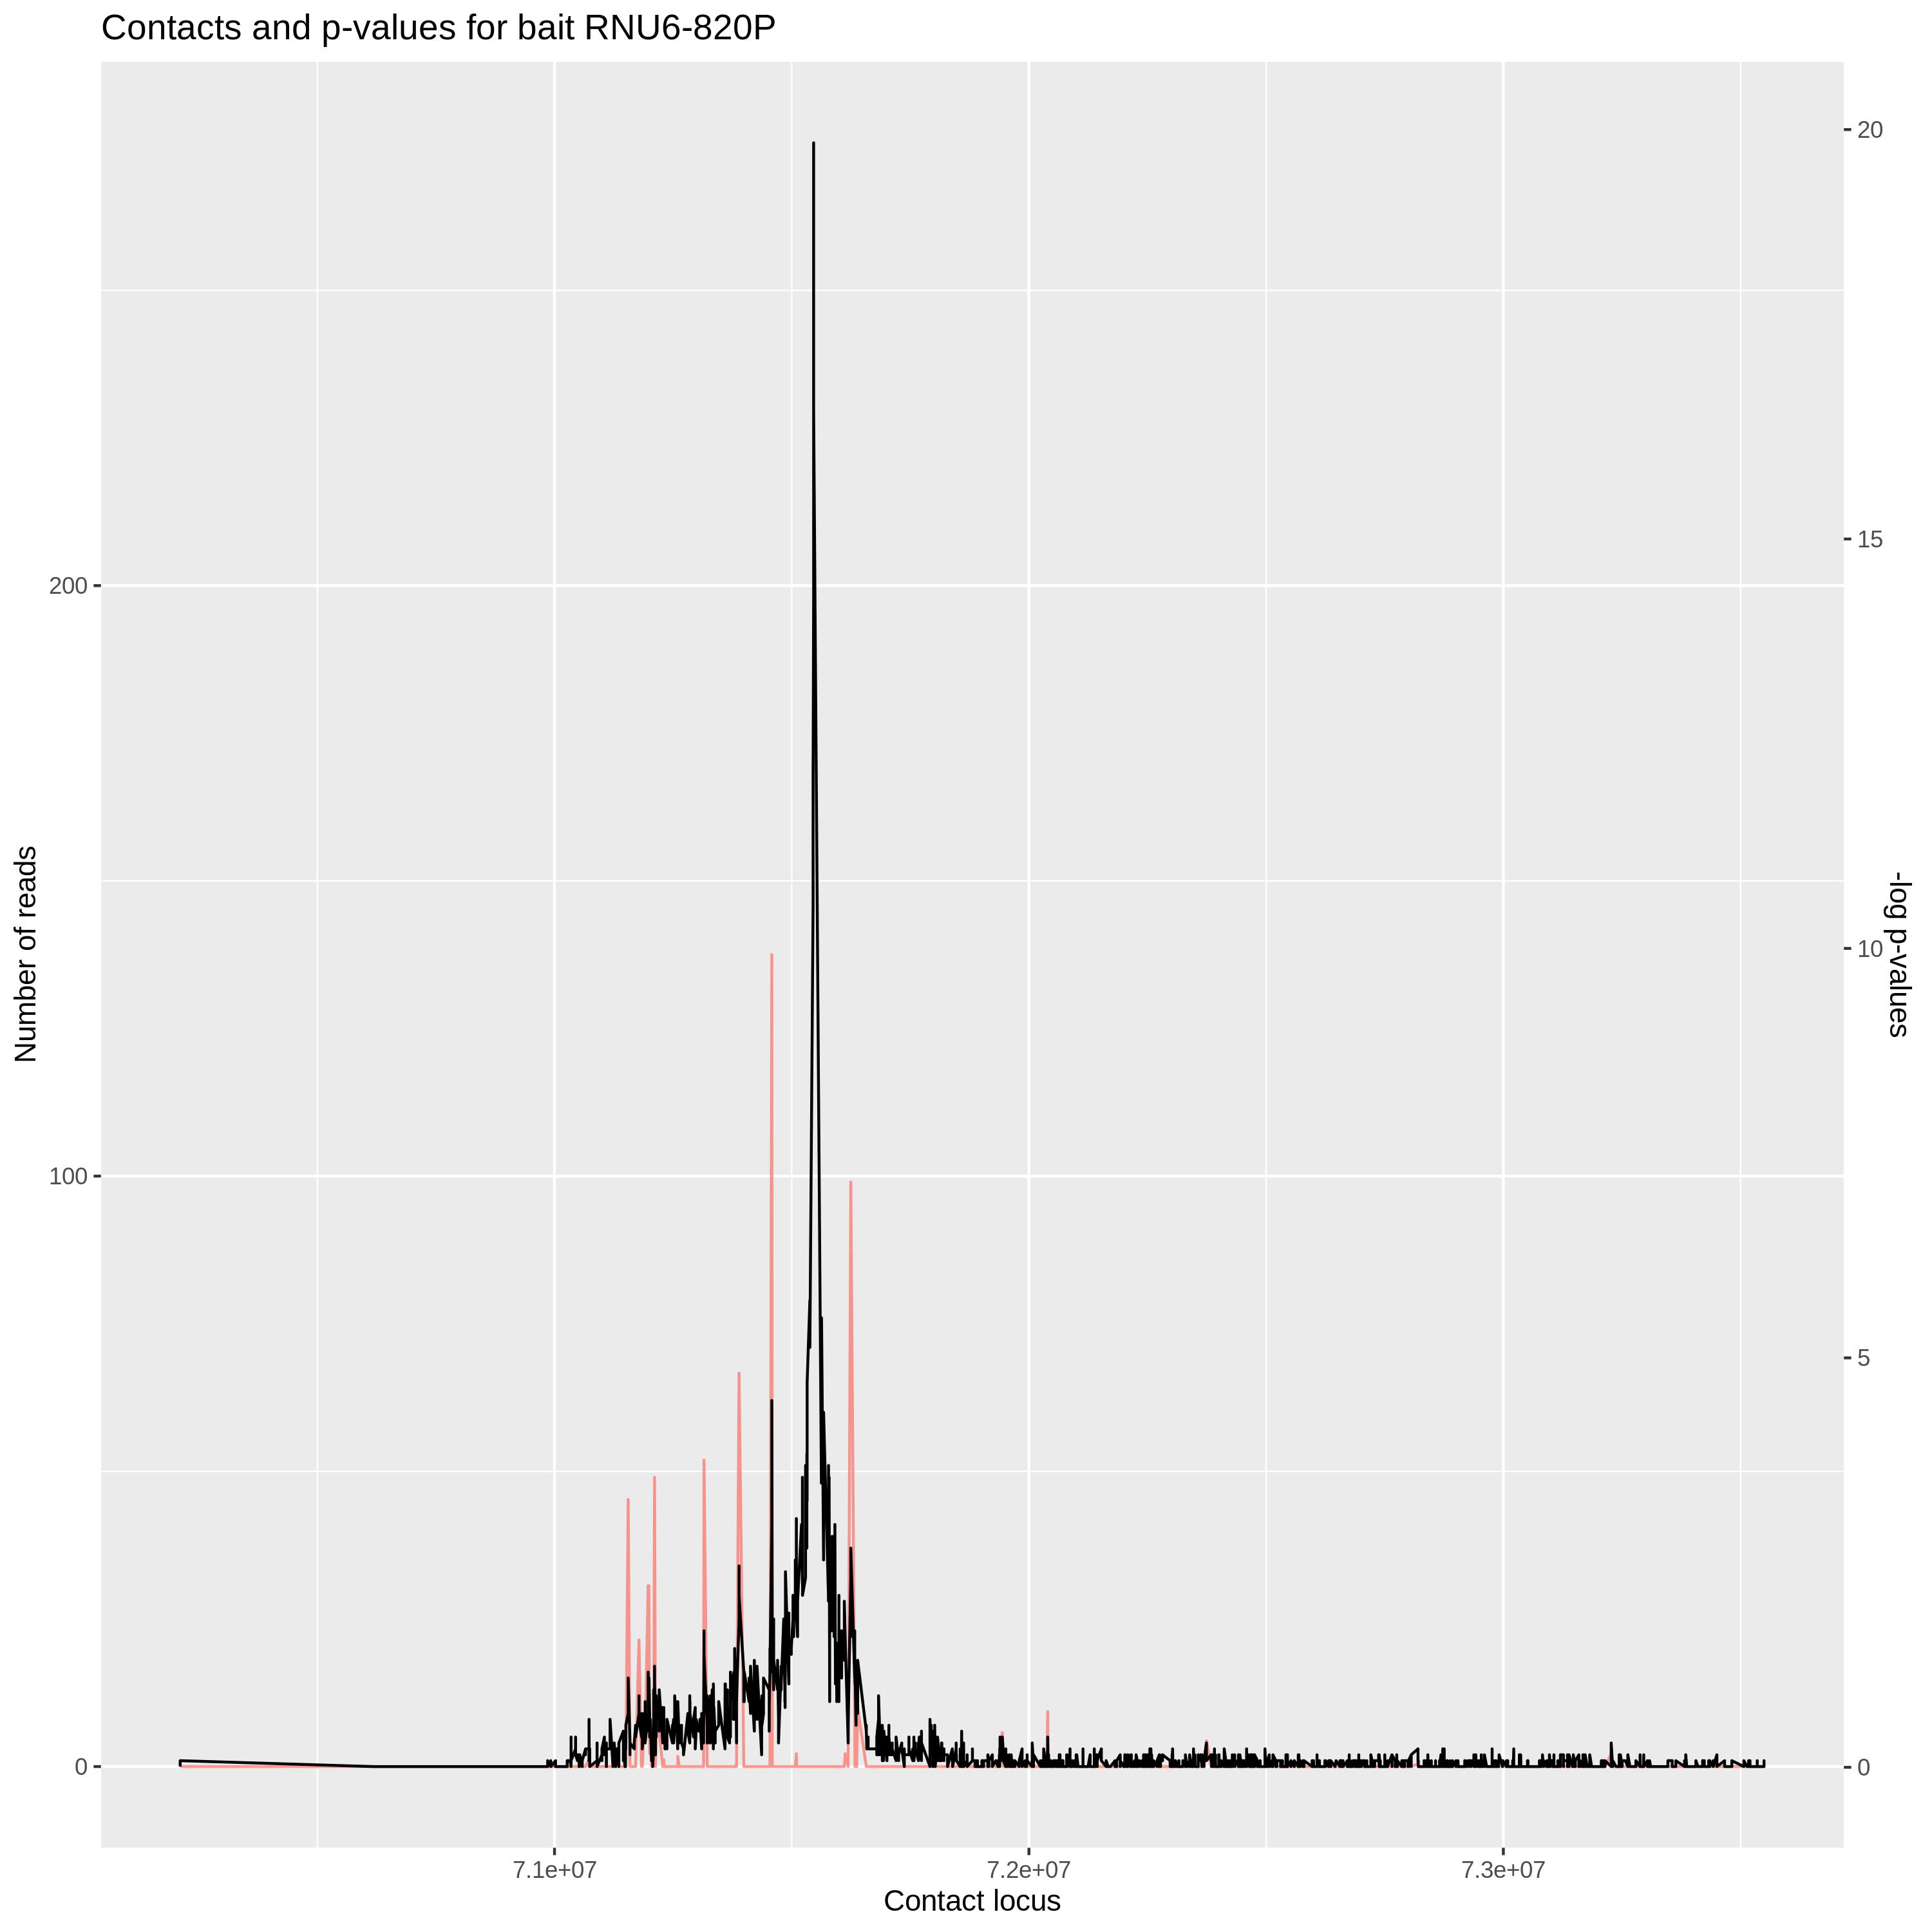 Contacts and p-values for bait RNU6-820P
Number of reads
200
100
0
20
15
10
5
0
-log p-values
7.1e+07
7.2e+07
7.3e+07
Contact locus